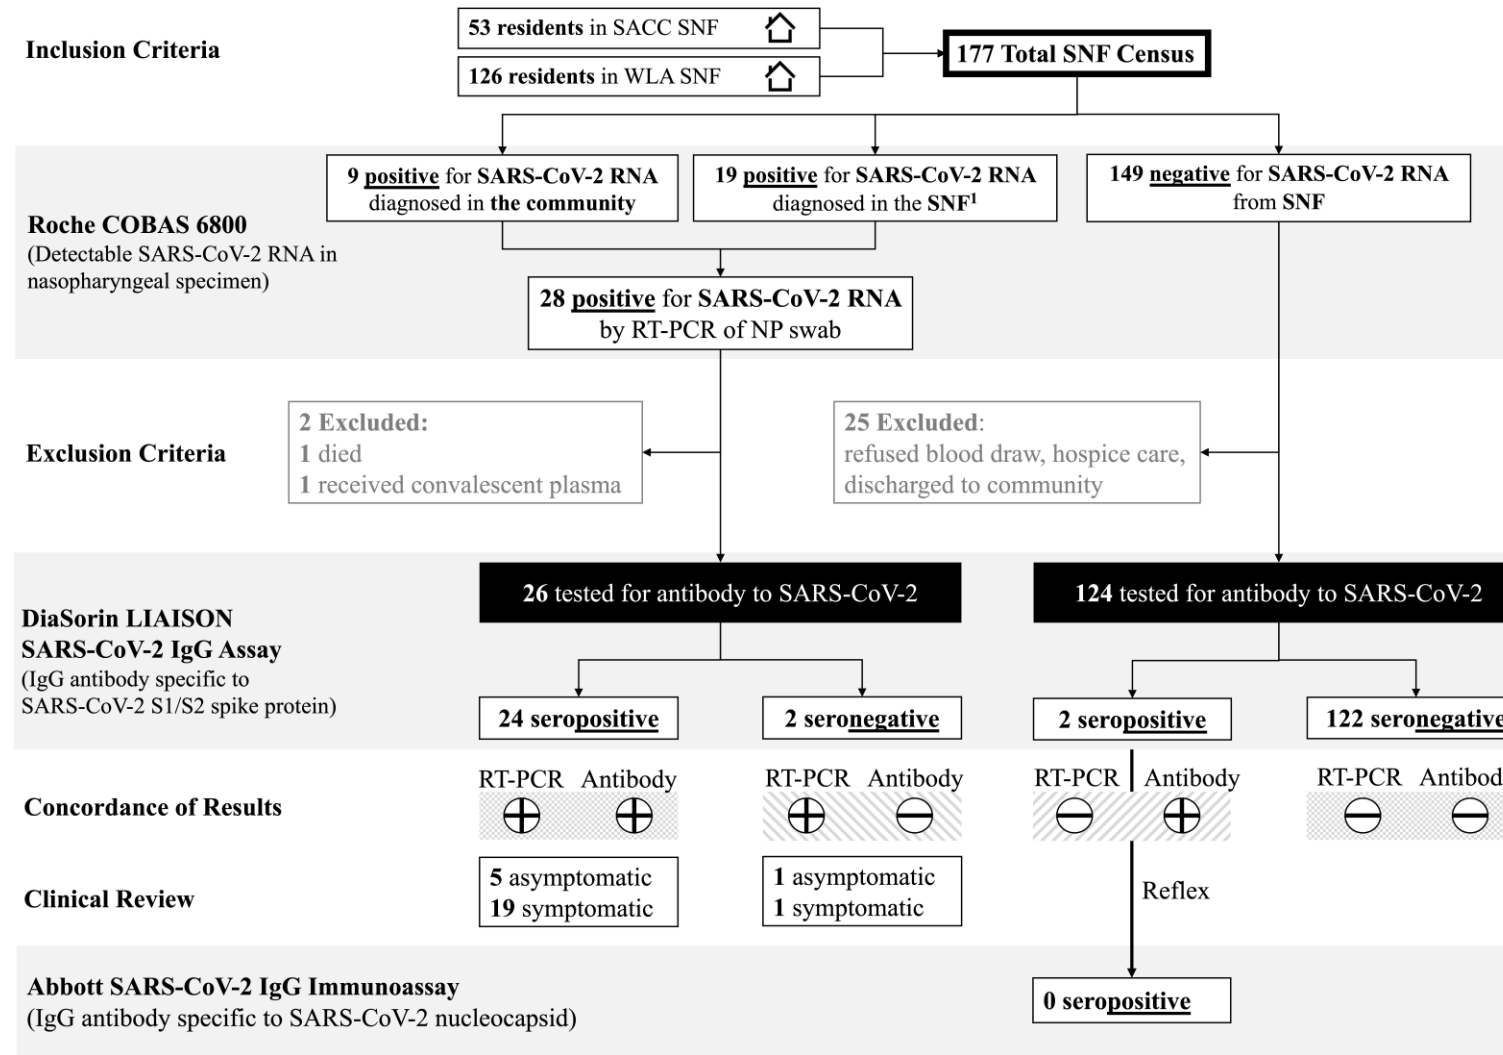 Inclusion Criteria
53 residents in SACC SNF
126 residents in WLA SNF
177 Total SNF Census
Roche COBAS 6800
(Detectable SARS-CoV-2 RNA in
nasopharyngeal specimen)
9 positive for SARS-CoV-2 RNA
diagnosed in the community
19 positive for SARS-CoV-2 RNA
diagnosed in the SNF¹
149 negative for SARS-CoV-2 RNA
from SNF
28 positive for SARS-CoV-2 RNA
by RT-PCR of NP swab
Exclusion Criteria
2 Excluded:
1 died
1 received convalescent plasma
25 Excluded:
refused blood draw, hospice care,
discharged to community
DiaSorin LIAISON
SARS-CoV-2 IgG Assay
(IgG antibody specific to
SARS-CoV-2 S1/S2 spike protein)
26 tested for antibody to SARS-CoV-2
124 tested for antibody to SARS-CoV-2
24 seropositive
2 seronegative
2 seropositive
122 seronegative
Concordance of Results
RT-PCR Antibody
RT-PCR Antibody
RT-PCR Antibody
RT-PCR Antibod
Clinical Review
5 asymptomatic
19 symptomatic
1 asymptomatic
1 symptomatic
Reflex
Abbott SARS-CoV-2 IgG Immunoassay
(IgG antibody specific to SARS-CoV-2 nucleocapsid)
0 seropositive